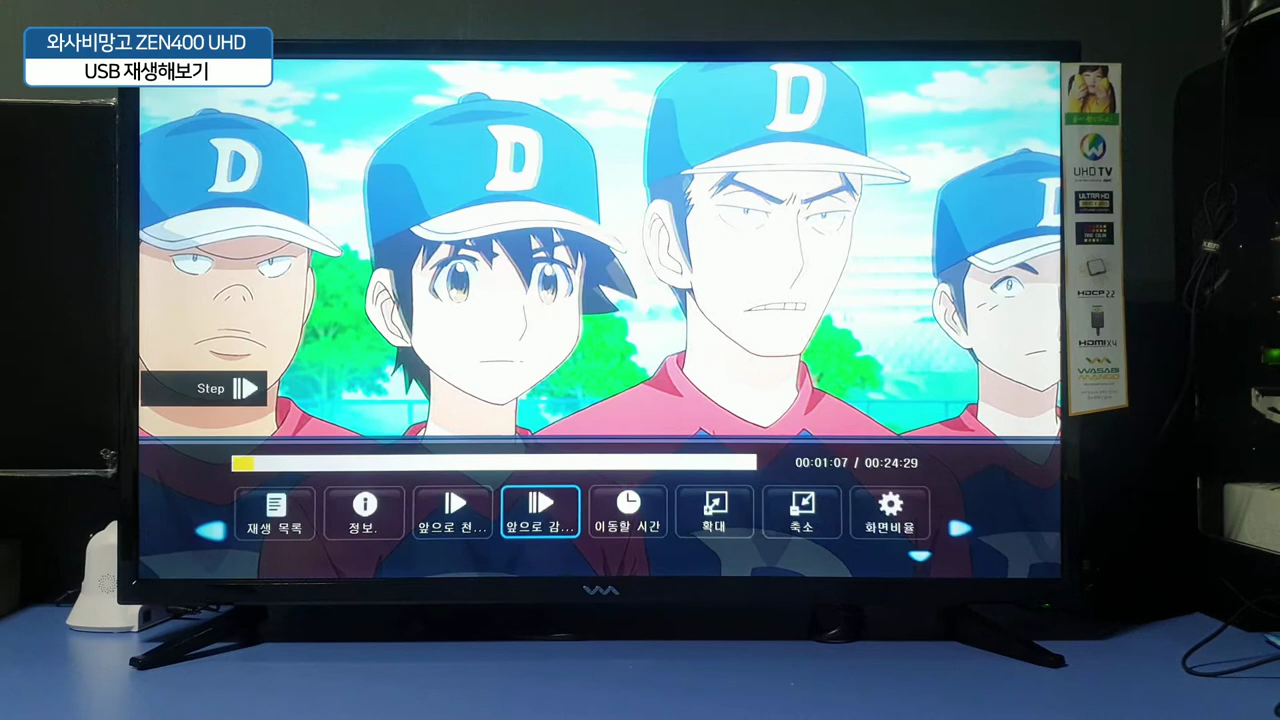 와사비망고 ZEN400 UHD
USB 재생해보기
D
D
D
UHD TV
ULTRA HD
HDCP 2.2
HDMI X4
WASABI
MANGO
Step
00:01:07 / 00:24:29
재생 목록
정보.
앞으로 천...
앞으로 감...
이동할 시간
확대
축소
화면비율